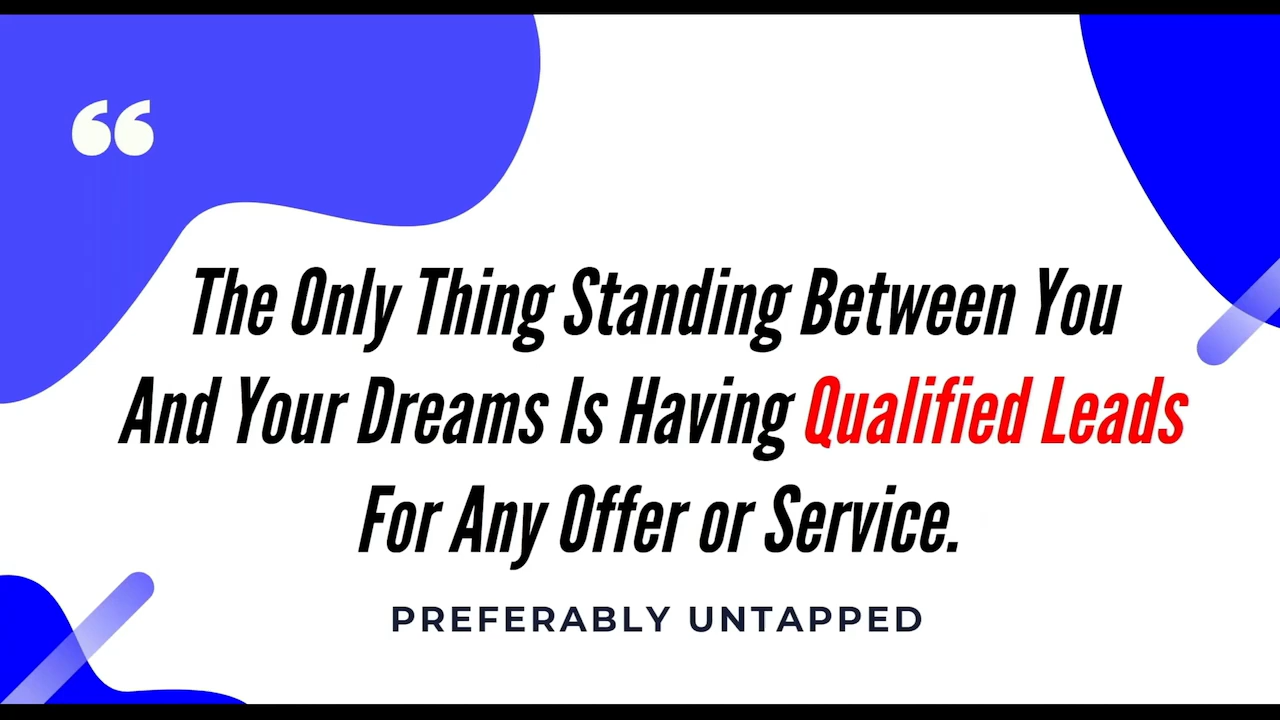 “
The Only Thing Standing Between You
And Your Dreams Is Having Qualified Leads
For Any Offer or Service.
PREFERABLY UNTAPPED